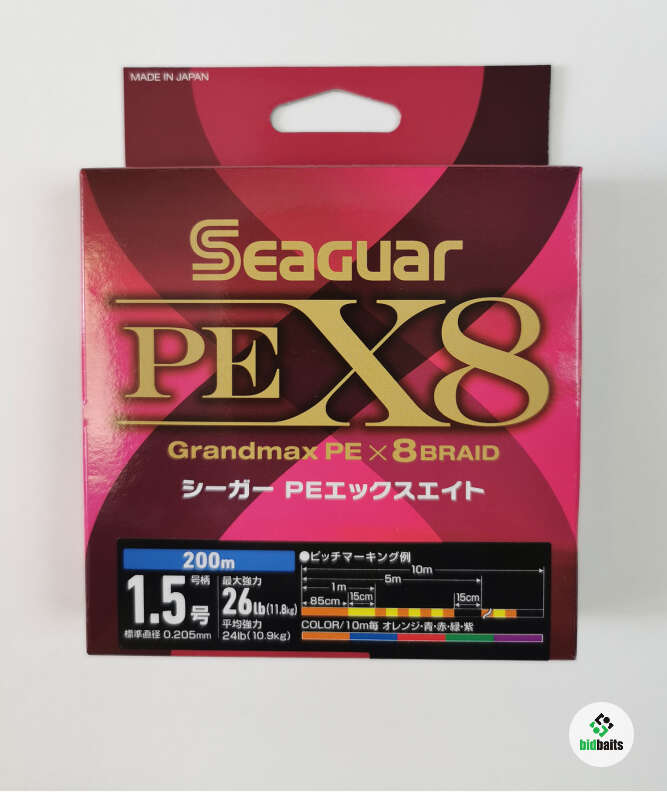 MADE IN JAPAN
Seaguar
PE X8
Grandmax PE×8BRAID
シーガー PEエックスエイト
200m
1.5号
号柄
標準直径 0.205mm
最大強力
26lb(11.8kg)
平均強力
24lb(10.9kg)
●ピッチマーキング例
10m
5m
1m
85cm
15cm
15cm
COLOR/10m毎 オレンジ・青・赤・緑・紫
bidbaits